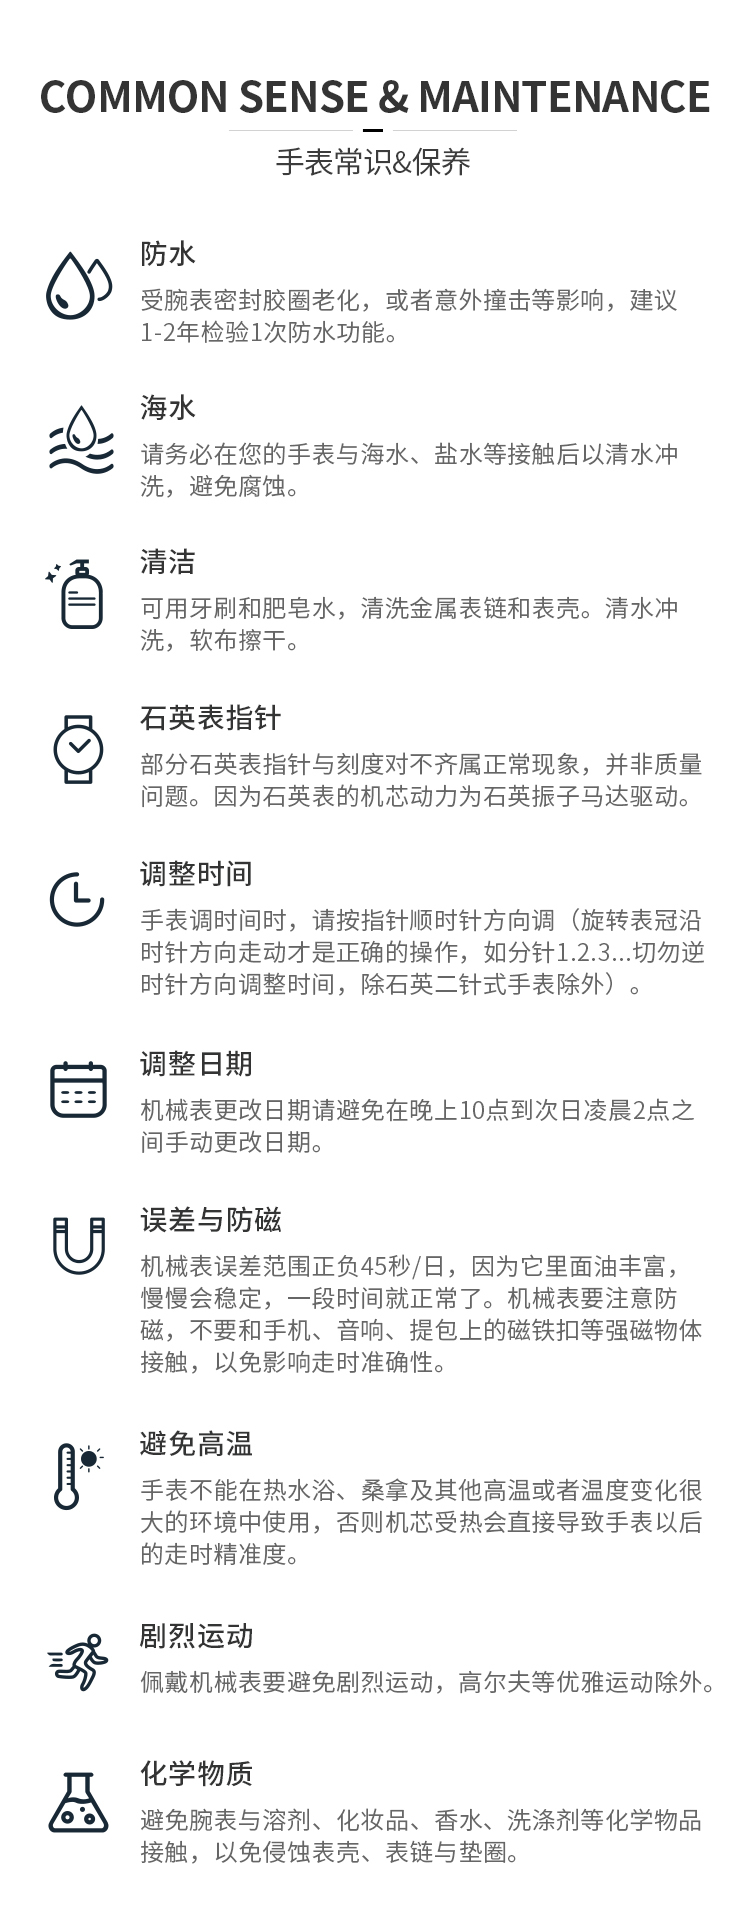 COMMON SENSE & MAINTENANCE
手表常识&保养
防水
受腕表密封胶圈老化，或者意外撞击等影响，建议
1-2年检验1次防水功能。
海水
请务必在您的手表与海水、盐水等接触后以清水冲
洗，避免腐蚀。
清洁
可用牙刷和肥皂水，清洗金属表链和表壳。清水冲
洗，软布擦干。
石英表指针
部分石英表指针与刻度对不齐属正常现象，并非质量
问题。因为石英表的机芯动力为石英振子马达驱动。
调整时间
手表调时间时，请按指针顺时针方向调（旋转表冠沿
时针方向走动才是正确的操作，如分针1.2.3...切勿逆
时针方向调整时间，除石英二针式手表除外）。
调整日期
机械表更改日期请避免在晚上10点到次日凌晨2点之
间手动更改日期。
误差与防磁
机械表误差范围正负45秒/日，因为它里面油丰富，
慢慢会稳定，一段时间就正常了。机械表要注意防
磁，不要和手机、音响、提包上的磁铁扣等强磁物体
接触，以免影响走时准确性。
避免高温
手表不能在热水浴、桑拿及其他高温或者温度变化很
大的环境中使用，否则机芯受热会直接导致手表以后
的走时精准度。
剧烈运动
佩戴机械表要避免剧烈运动，高尔夫等优雅运动除外。
化学物质
避免腕表与溶剂、化妆品、香水、洗涤剂等化学物品
接触，以免侵蚀表壳、表链与垫圈。